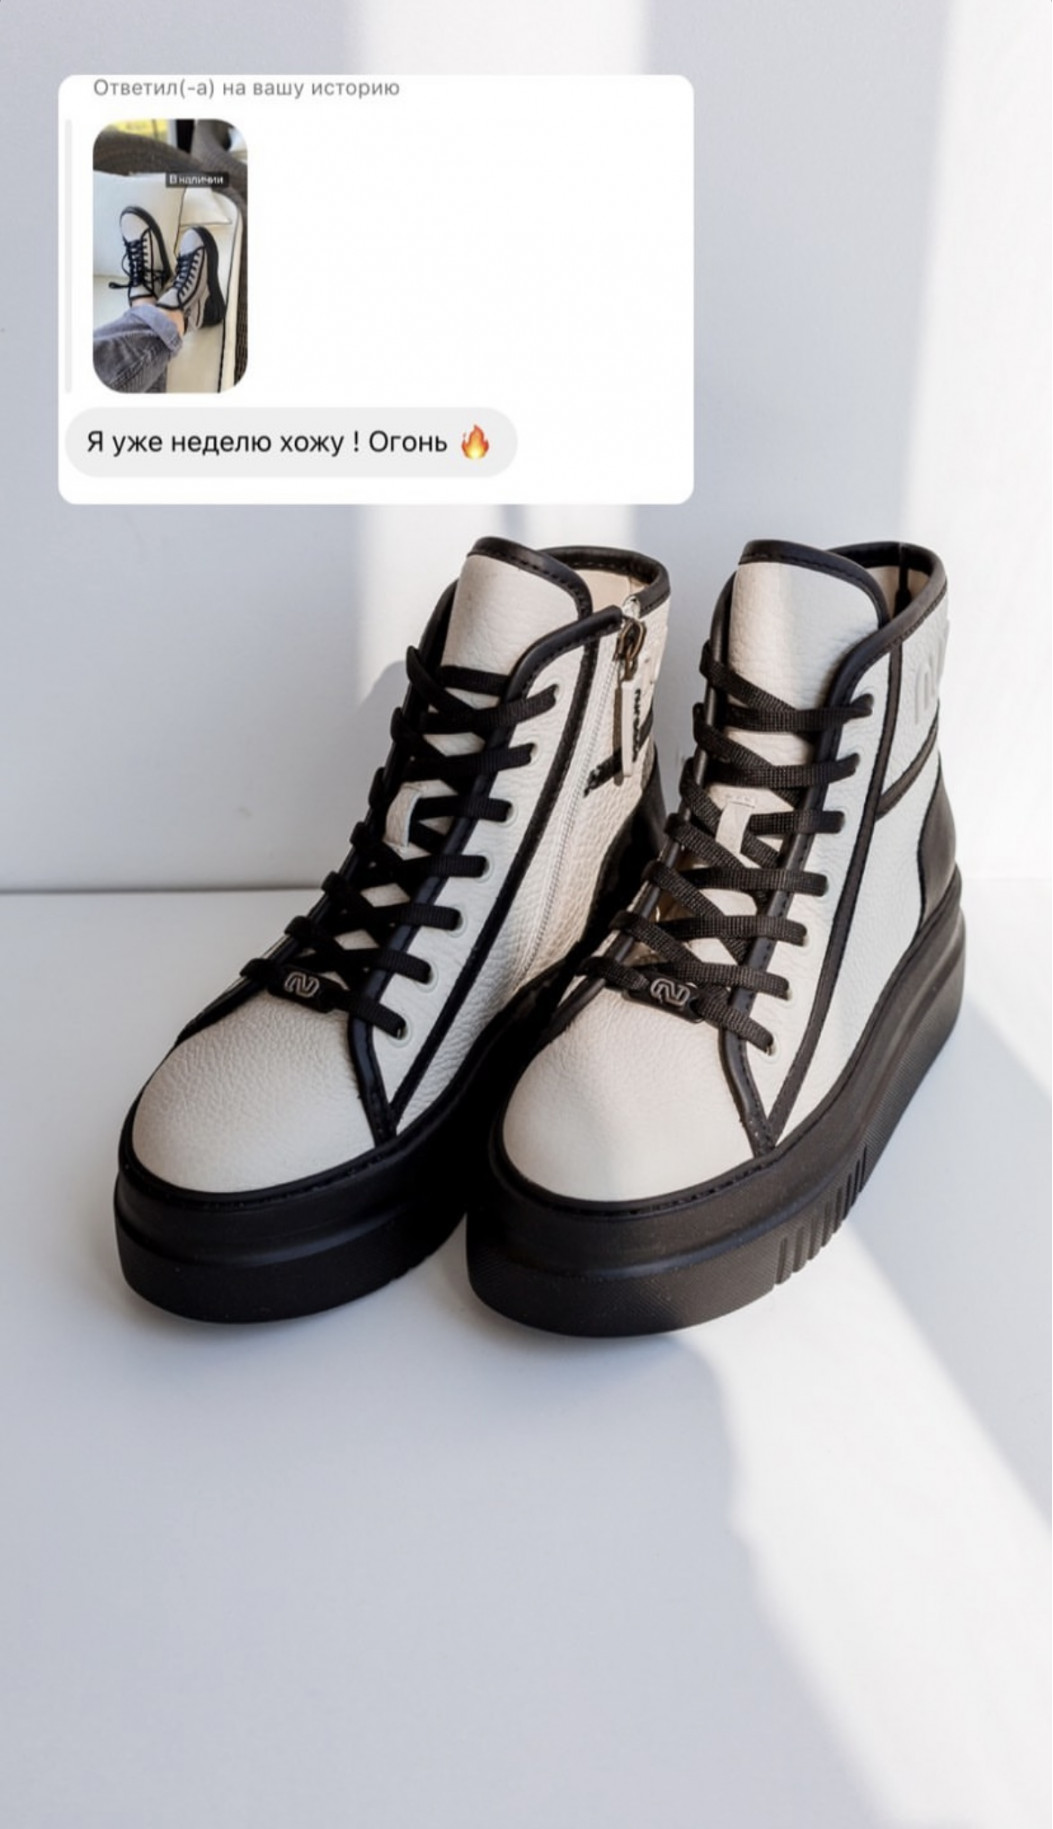 Ответил(-а) на вашу историю
В наличии
Я уже неделю хожу ! Огонь 🔥